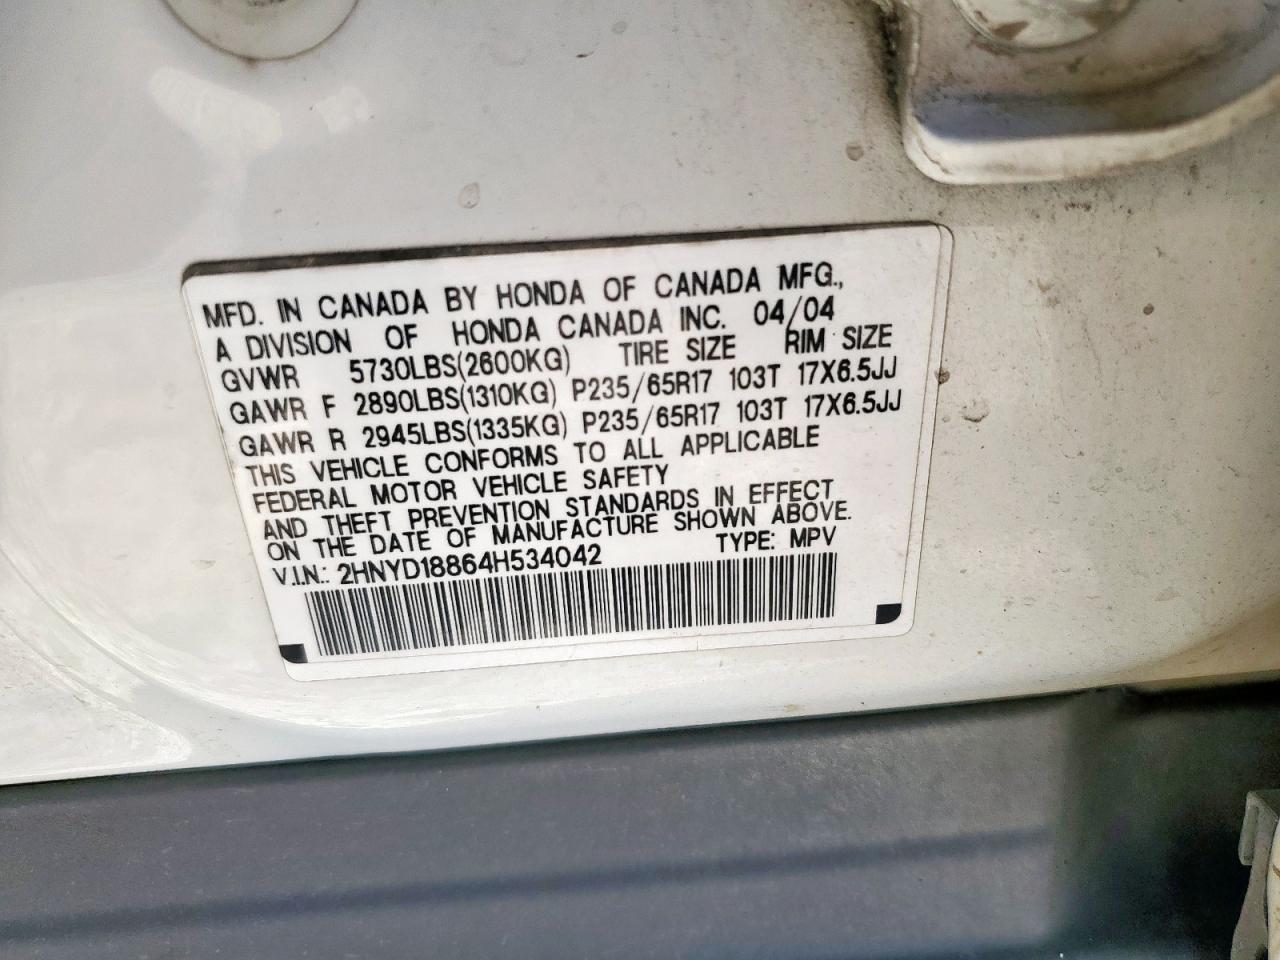 MFD. IN CANADA BY HONDA OF CANADA MFG.,
A DIVISION OF HONDA CANADA INC. 04/04
GVWR 5730LBS(2600KG) TIRE SIZE RIM SIZE
GAWR F 2890LBS(1310KG) P235/65R17 103T 17X6.5JJ
GAWR R 2945LBS(1335KG) P235/65R17 103T 17X6.5JJ
THIS VEHICLE CONFORMS TO ALL APPLICABLE
FEDERAL MOTOR VEHICLE SAFETY
AND THEFT PREVENTION STANDARDS IN EFFECT
ON THE DATE OF MANUFACTURE SHOWN ABOVE.
V.I.N.: 2HNYD18864H534042 TYPE: MPV